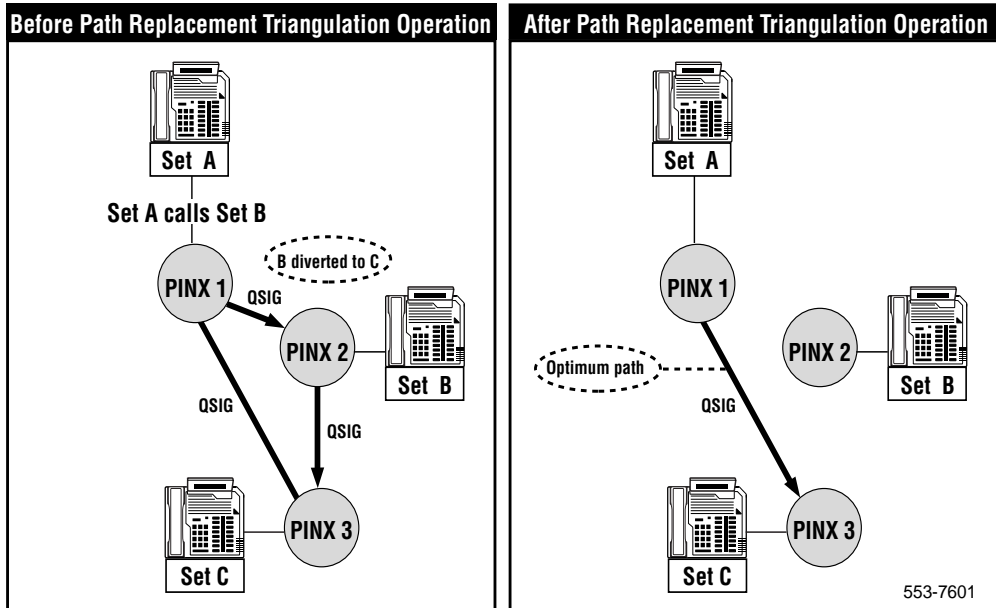 Before Path Replacement Triangulation Operation
Set A
Set A calls Set B
B diverted to C
PINX 1
QSIG
PINX 2
Set B
QSIG
QSIG
PINX 3
Set C
After Path Replacement Triangulation Operation
Set A
PINX 1
PINX 2
Optimum path
Set B
QSIG
PINX 3
Set C
553-7601